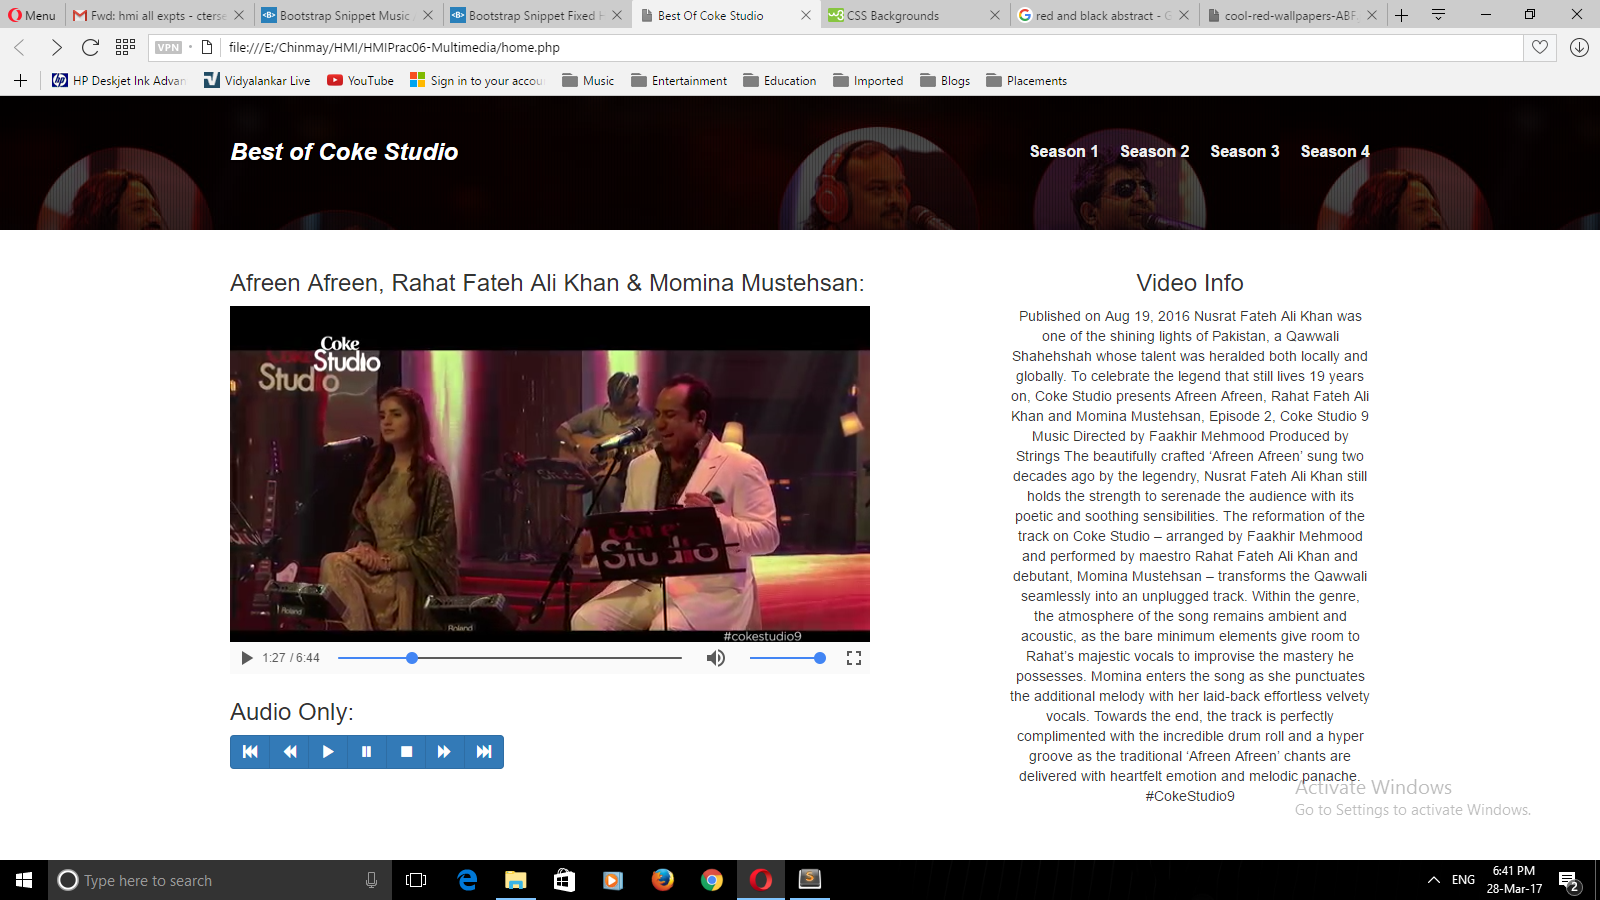 Menu
Fwd: hmi all expts - cterse
Bootstrap Snippet Music
Bootstrap Snippet Fixed H
Best Of Coke Studio
CSS Backgrounds
red and black abstract - G
cool-red-wallpapers-ABF
VPN
file:///E:/Chinmay/HMI/HMIPrac06-Multimedia/home.php
HP Deskjet Ink Advan
Vidyalankar Live
YouTube
Sign in to your accou
Music
Entertainment
Education
Imported
Blogs
Placements
Best of Coke Studio
Season 1 Season 2 Season 3 Season 4
Afreen Afreen, Rahat Fateh Ali Khan & Momina Mustehsan:
Coke
Studio
Studio
Coke
Studio
Roland
Roland
#cokestudio9
1:27 / 6:44
Audio Only:
Video Info
Published on Aug 19, 2016 Nusrat Fateh Ali Khan was
one of the shining lights of Pakistan, a Qawwali
Shahehshah whose talent was heralded both locally and
globally. To celebrate the legend that still lives 19 years
on, Coke Studio presents Afreen Afreen, Rahat Fateh Ali
Khan and Momina Mustehsan, Episode 2, Coke Studio 9
Music Directed by Faakhir Mehmood Produced by
Strings The beautifully crafted ‘Afreen Afreen’ sung two
decades ago by the legendry, Nusrat Fateh Ali Khan still
holds the strength to serenade the audience with its
poetic and soothing sensibilities. The reformation of the
track on Coke Studio – arranged by Faakhir Mehmood
and performed by maestro Rahat Fateh Ali Khan and
debutant, Momina Mustehsan – transforms the Qawwali
seamlessly into an unplugged track. Within the genre,
the atmosphere of the song remains ambient and
acoustic, as the bare minimum elements give room to
Rahat’s majestic vocals to improvise the mastery he
possesses. Momina enters the song as she punctuates
the additional melody with her laid-back effortless velvety
vocals. Towards the end, the track is perfectly
complimented with the incredible drum roll and a hyper
groove as the traditional ‘Afreen Afreen’ chants are
delivered with heartfelt emotion and melodic panache.
#CokeStudio9
Activate Windows
Go to Settings to activate Windows.
Type here to search
ENG
6:41 PM
28-Mar-17
2